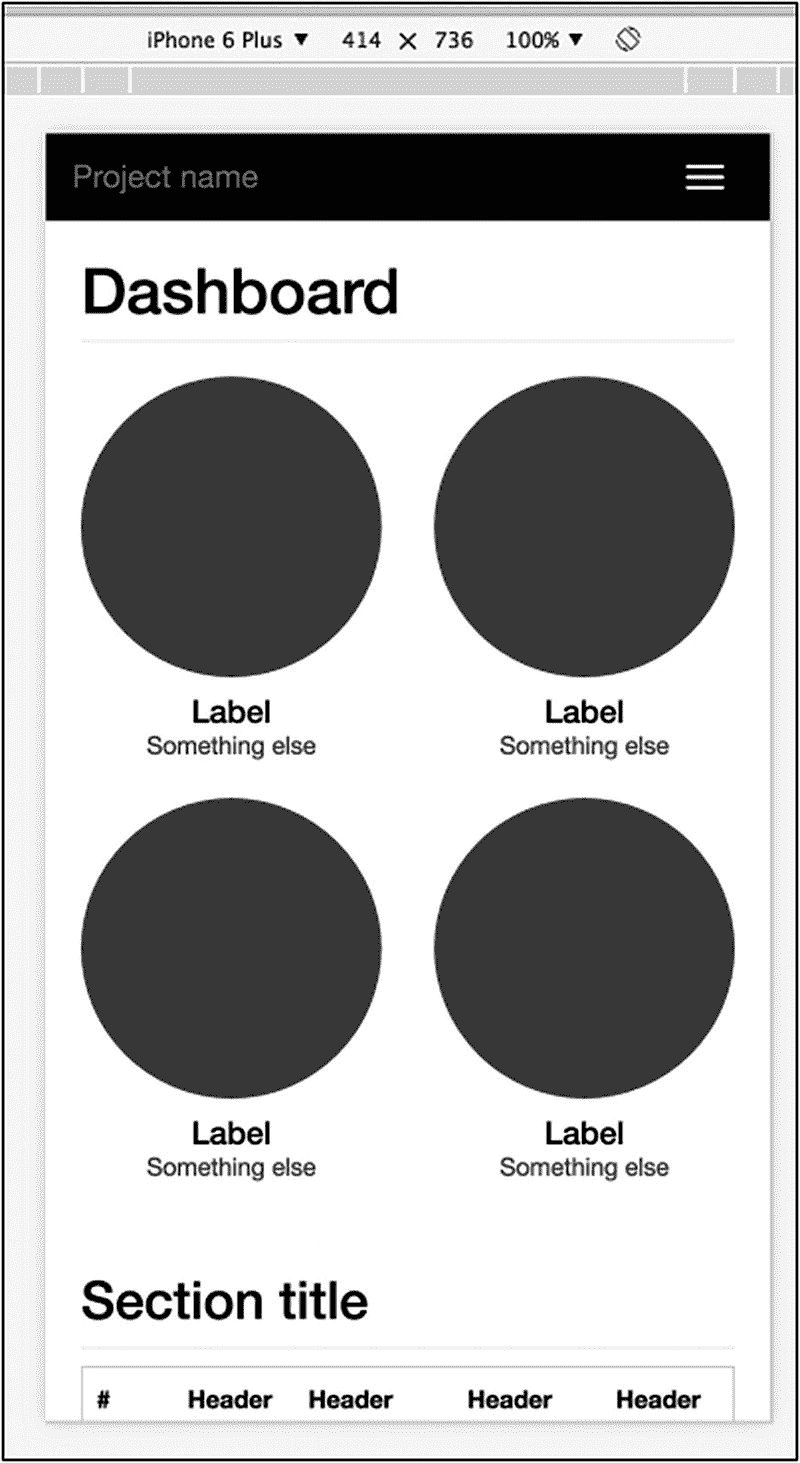 iPhone 6 Plus ▼ 414 × 736 100% ▼
Project name
Dashboard
Label Label
Something else Something else
Label Label
Something else Something else
Section title
# Header Header Header Header